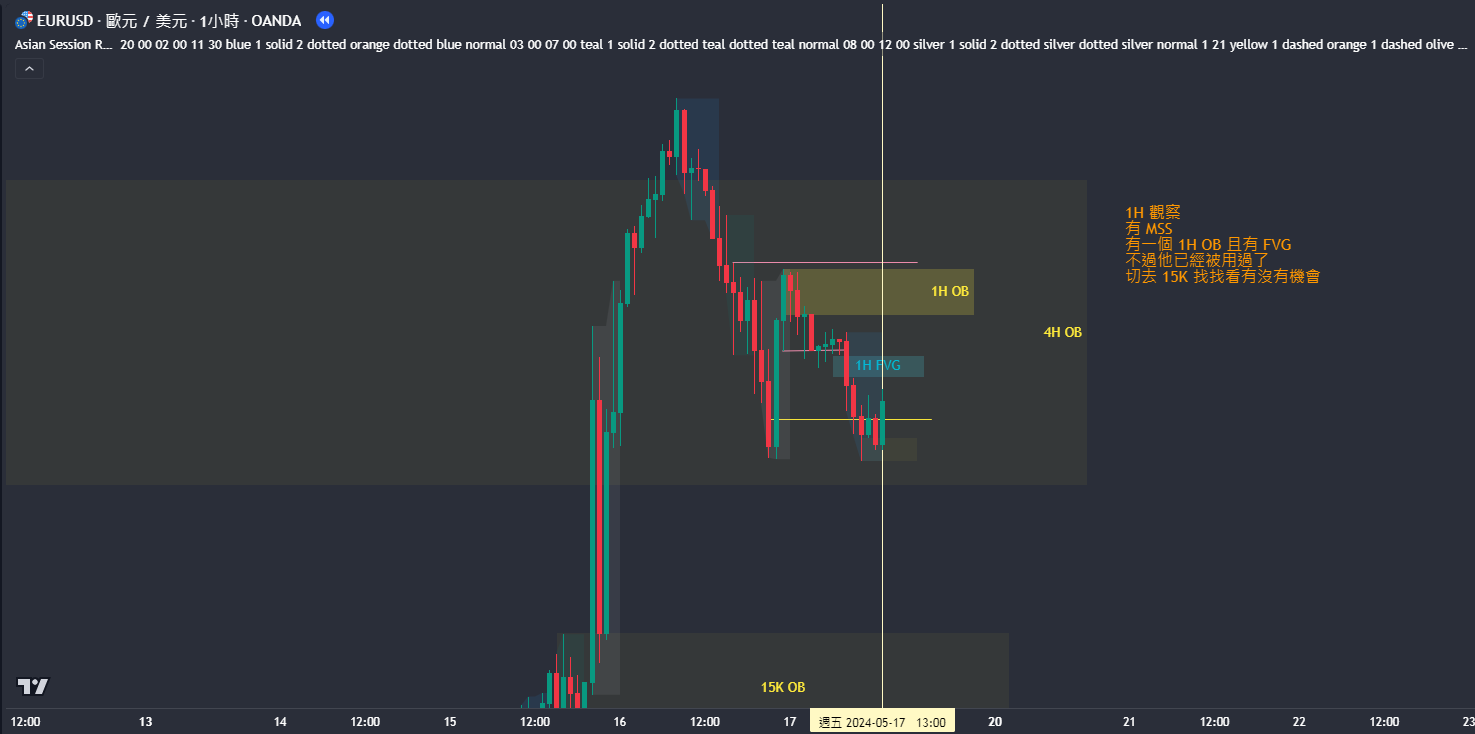 EURUSD · 歐元 / 美元 · 1小時 · OANDA
Asian Session R... 20 00 02 00 11 30 blue 1 solid 2 dotted orange dotted blue normal 03 00 07 00 teal 1 solid 2 dotted teal dotted teal normal 08 00 12 00 silver 1 solid 2 dotted silver dotted silver normal 1 21 yellow 1 dashed orange 1 dashed olive ...
1H 觀察
有 MSS
有一個 1H OB 且有 FVG
不過他已經被用過了
切去 15K 找找看有沒有機會
1H OB
4H OB
1H FVG
15K OB
12:00 13 14 12:00 15 12:00 16 12:00 17 週五 2024-05-17 13:00 20 21 12:00 22 12:00 23